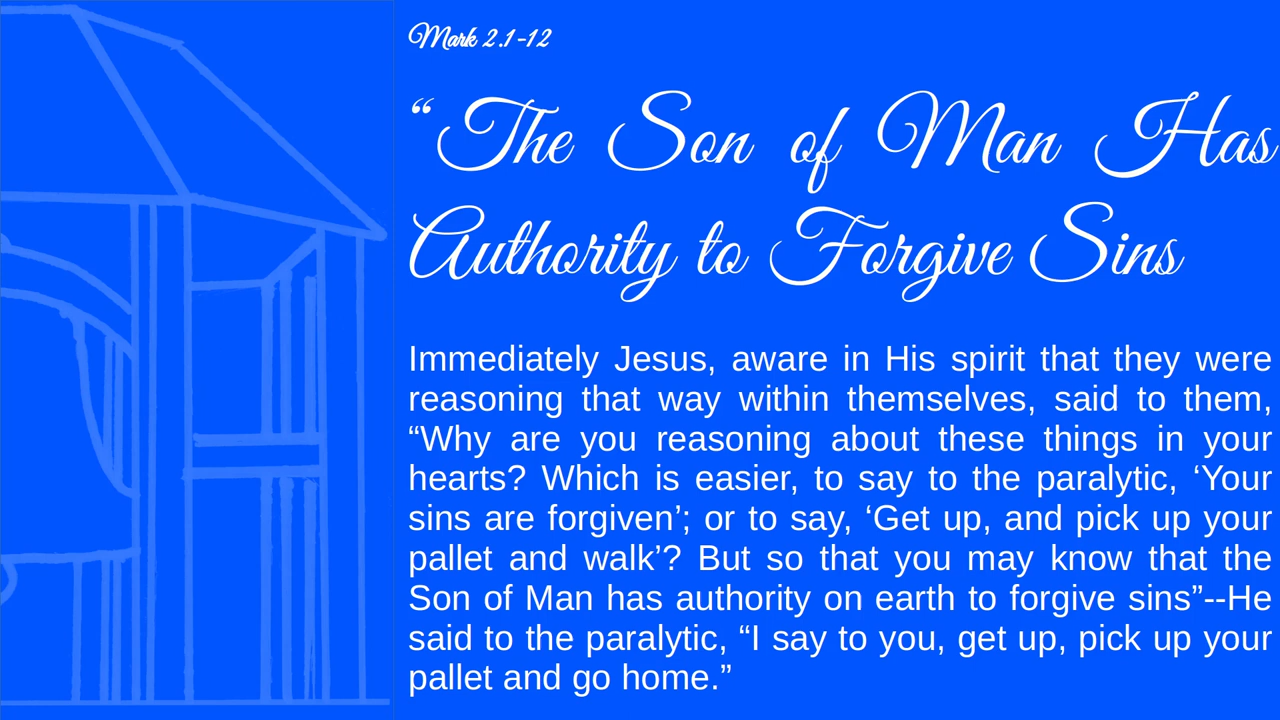 Mark 2.1-12
“The Son of Man Has
Authority to Forgive Sins
Immediately Jesus, aware in His spirit that they were
reasoning that way within themselves, said to them,
“Why are you reasoning about these things in your
hearts? Which is easier, to say to the paralytic, ‘Your
sins are forgiven’; or to say, ‘Get up, and pick up your
pallet and walk’? But so that you may know that the
Son of Man has authority on earth to forgive sins”--He
said to the paralytic, “I say to you, get up, pick up your
pallet and go home.”